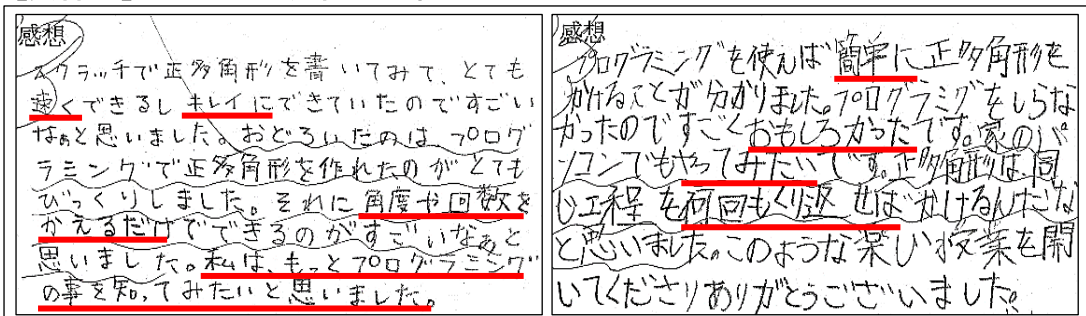 感想
スクラッチで正多角形を書いてみて、とても
速くできるし キレイにできていたのですごい
なぁと思いました。おどろいたのは プログ
ラミングで正多角形を作れたのが とても
びっくりしました。それに角度や回数を
かえるだけでできるのがすごいなぁと
思いました。私は、もっとプログラミング
の事を知ってみたいと思いました。
感想
プログラミングを使えば簡単に正多角形を
かけることが分かりました。プログラミグをしらな
かったのですごくおもしろかったです。家のパ
ソコンでもやってみたいです。正多角形は同
じ工程を何回もくり返せばかけるんだな
と思いました。このような楽しい授業を開
いてくださりありがとうございました。